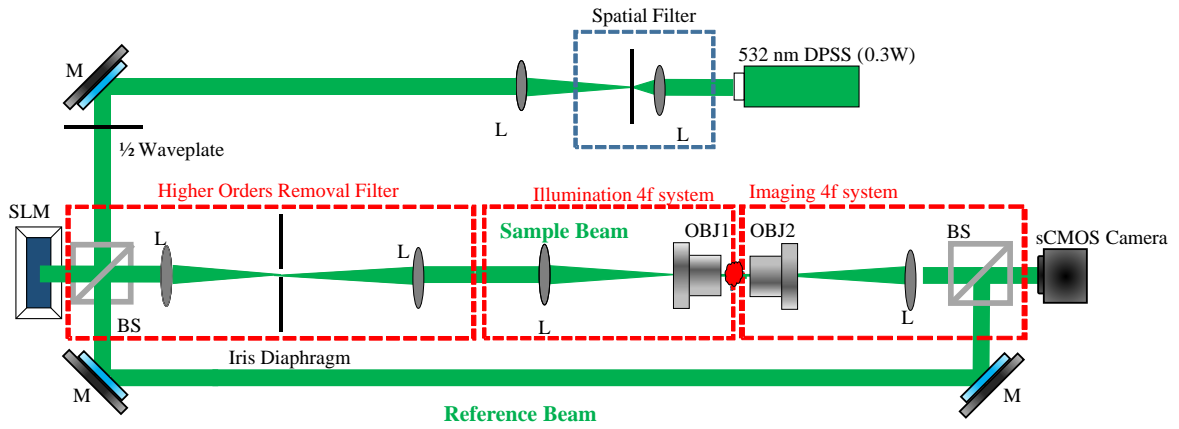 Spatial Filter
532 nm DPSS (0.3W)
M
L
L
½ Waveplate
Higher Orders Removal Filter
Illumination 4f system
Imaging 4f system
SLM
L
L
Sample Beam
OBJ1
OBJ2
BS
sCMOS Camera
BS
L
L
Iris Diaphragm
M
M
Reference Beam